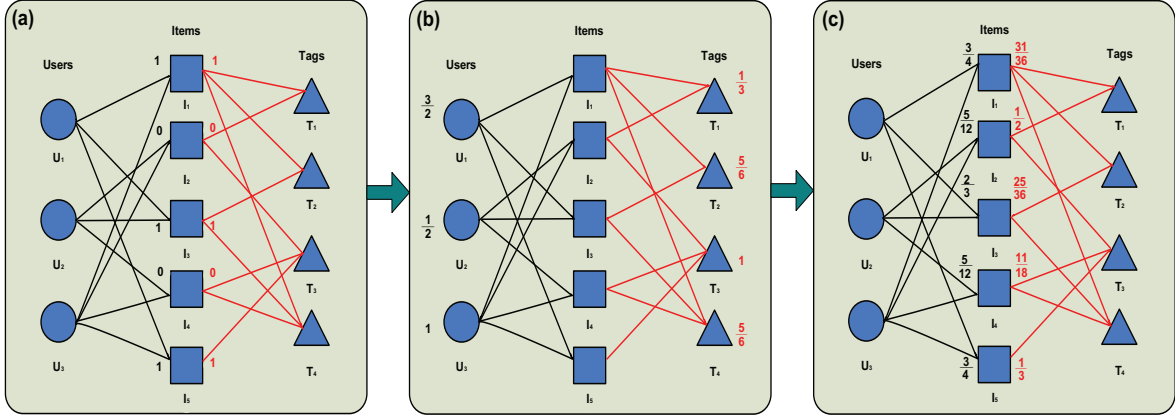 (a)
Items
Users
Tags
1
1
I1
T1
U1
0
0
I2
T2
U2
1
1
I3
T3
0
0
I4
U3
T4
1
1
I5
(b)
Items
Users
Tags
3/2
1/3
I1
T1
U1
5/6
I2
T2
1/2
U2
I3
1
T3
1
5/6
I4
U3
T4
I5
(c)
Items
Users
Tags
3/4
31/36
I1
T1
U1
5/12
1/2
I2
T2
2/3
25/36
U2
I3
T3
5/12
11/18
I4
U3
T4
3/4
1/3
I5